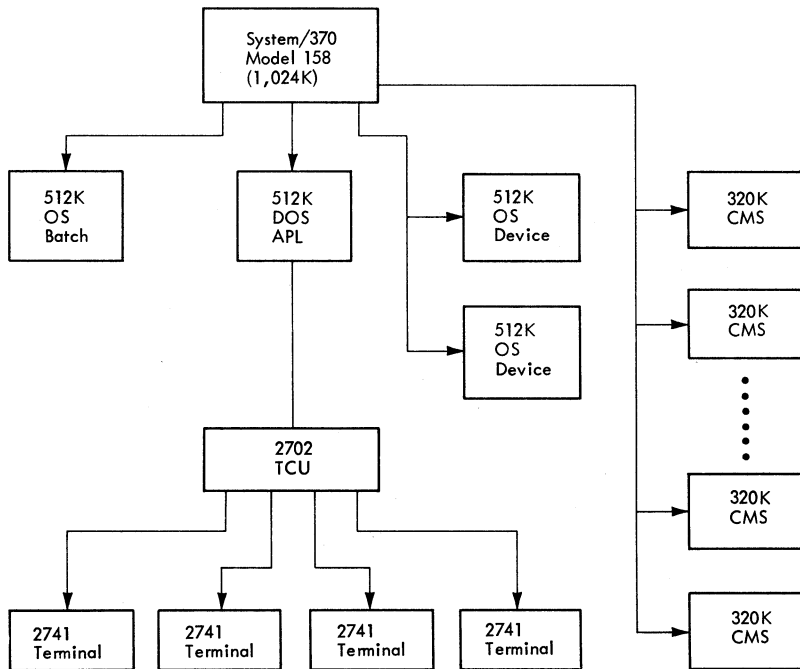 System/370
Model 158
(1,024K)
512K
OS
Batch
512K
DOS
APL
512K
OS
Device
320K
CMS
512K
OS
Device
320K
CMS
2702
TCU
320K
CMS
2741
Terminal
2741
Terminal
2741
Terminal
2741
Terminal
320K
CMS